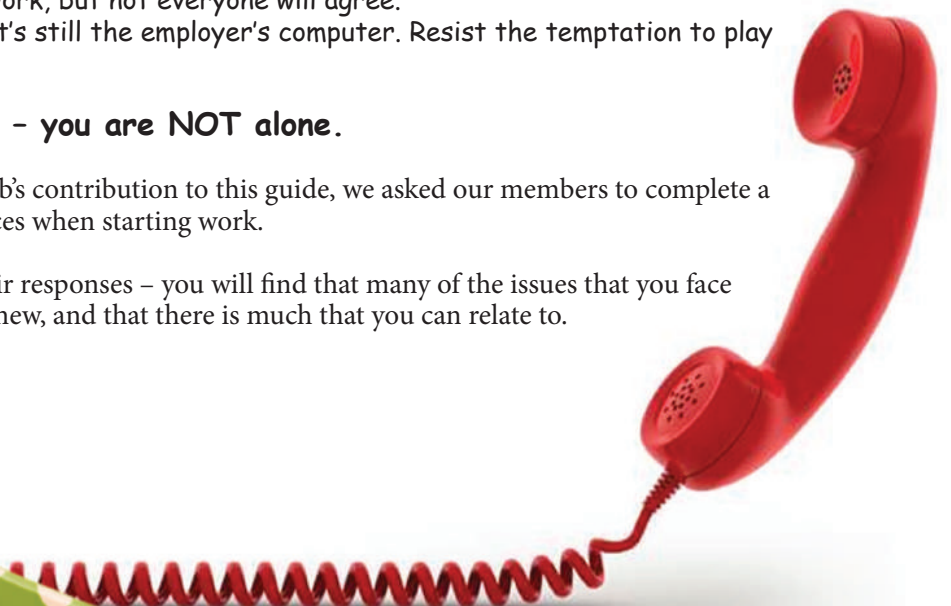 ork, but not everyone will agree.
t's still the employer's computer. Resist the temptation to play
– you are NOT alone.
b's contribution to this guide, we asked our members to complete a
ces when starting work.
ir responses – you will find that many of the issues that you face
new, and that there is much that you can relate to.